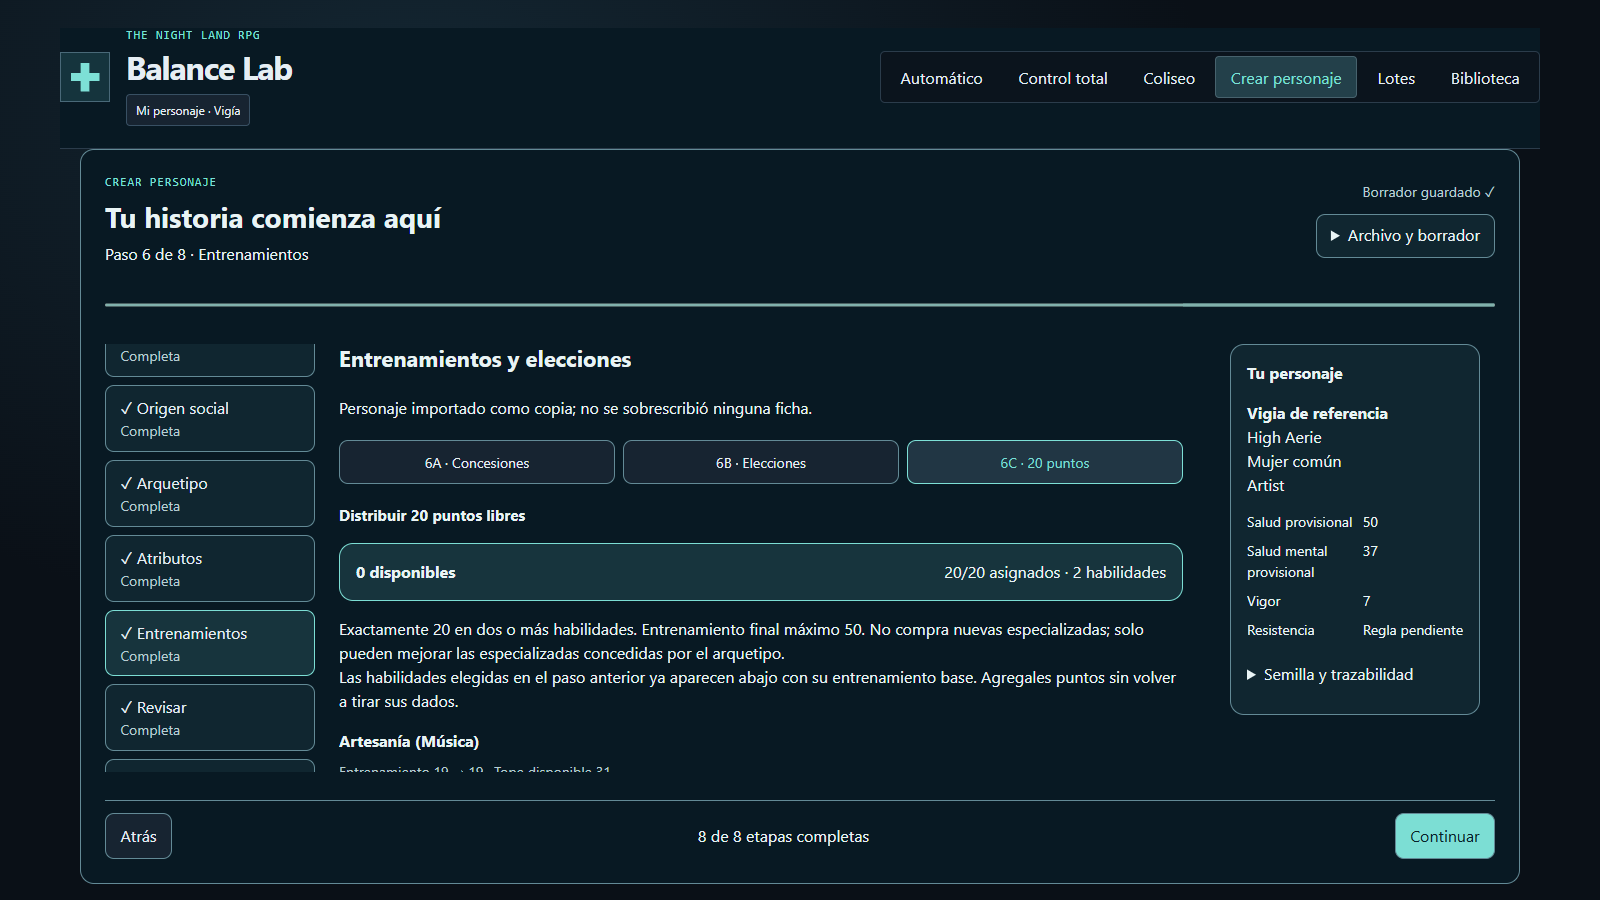 THE NIGHT LAND RPG
Balance Lab
Mi personaje · Vigía
Automático
Control total
Coliseo
Crear personaje
Lotes
Biblioteca
CREAR PERSONAJE
Tu historia comienza aquí
Paso 6 de 8 · Entrenamientos
Borrador guardado ✓
▶ Archivo y borrador
Completa
✓ Origen social
Completa
✓ Arquetipo
Completa
✓ Atributos
Completa
✓ Entrenamientos
Completa
✓ Revisar
Completa
Entrenamientos y elecciones
Personaje importado como copia; no se sobrescribió ninguna ficha.
6A · Concesiones
6B · Elecciones
6C · 20 puntos
Distribuir 20 puntos libres
0 disponibles
20/20 asignados · 2 habilidades
Exactamente 20 en dos o más habilidades. Entrenamiento final máximo 50. No compra nuevas especializadas; solo
pueden mejorar las especializadas concedidas por el arquetipo.
Las habilidades elegidas en el paso anterior ya aparecen abajo con su entrenamiento base. Agregales puntos sin volver
a tirar sus dados.
Artesanía (Música)
Entrenamiento 19 → 19 · Tope disponible 31
Tu personaje
Vigia de referencia
High Aerie
Mujer común
Artist
Salud provisional 50
Salud mental 37
provisional
Vigor 7
Resistencia Regla pendiente
▶ Semilla y trazabilidad
Atrás
8 de 8 etapas completas
Continuar